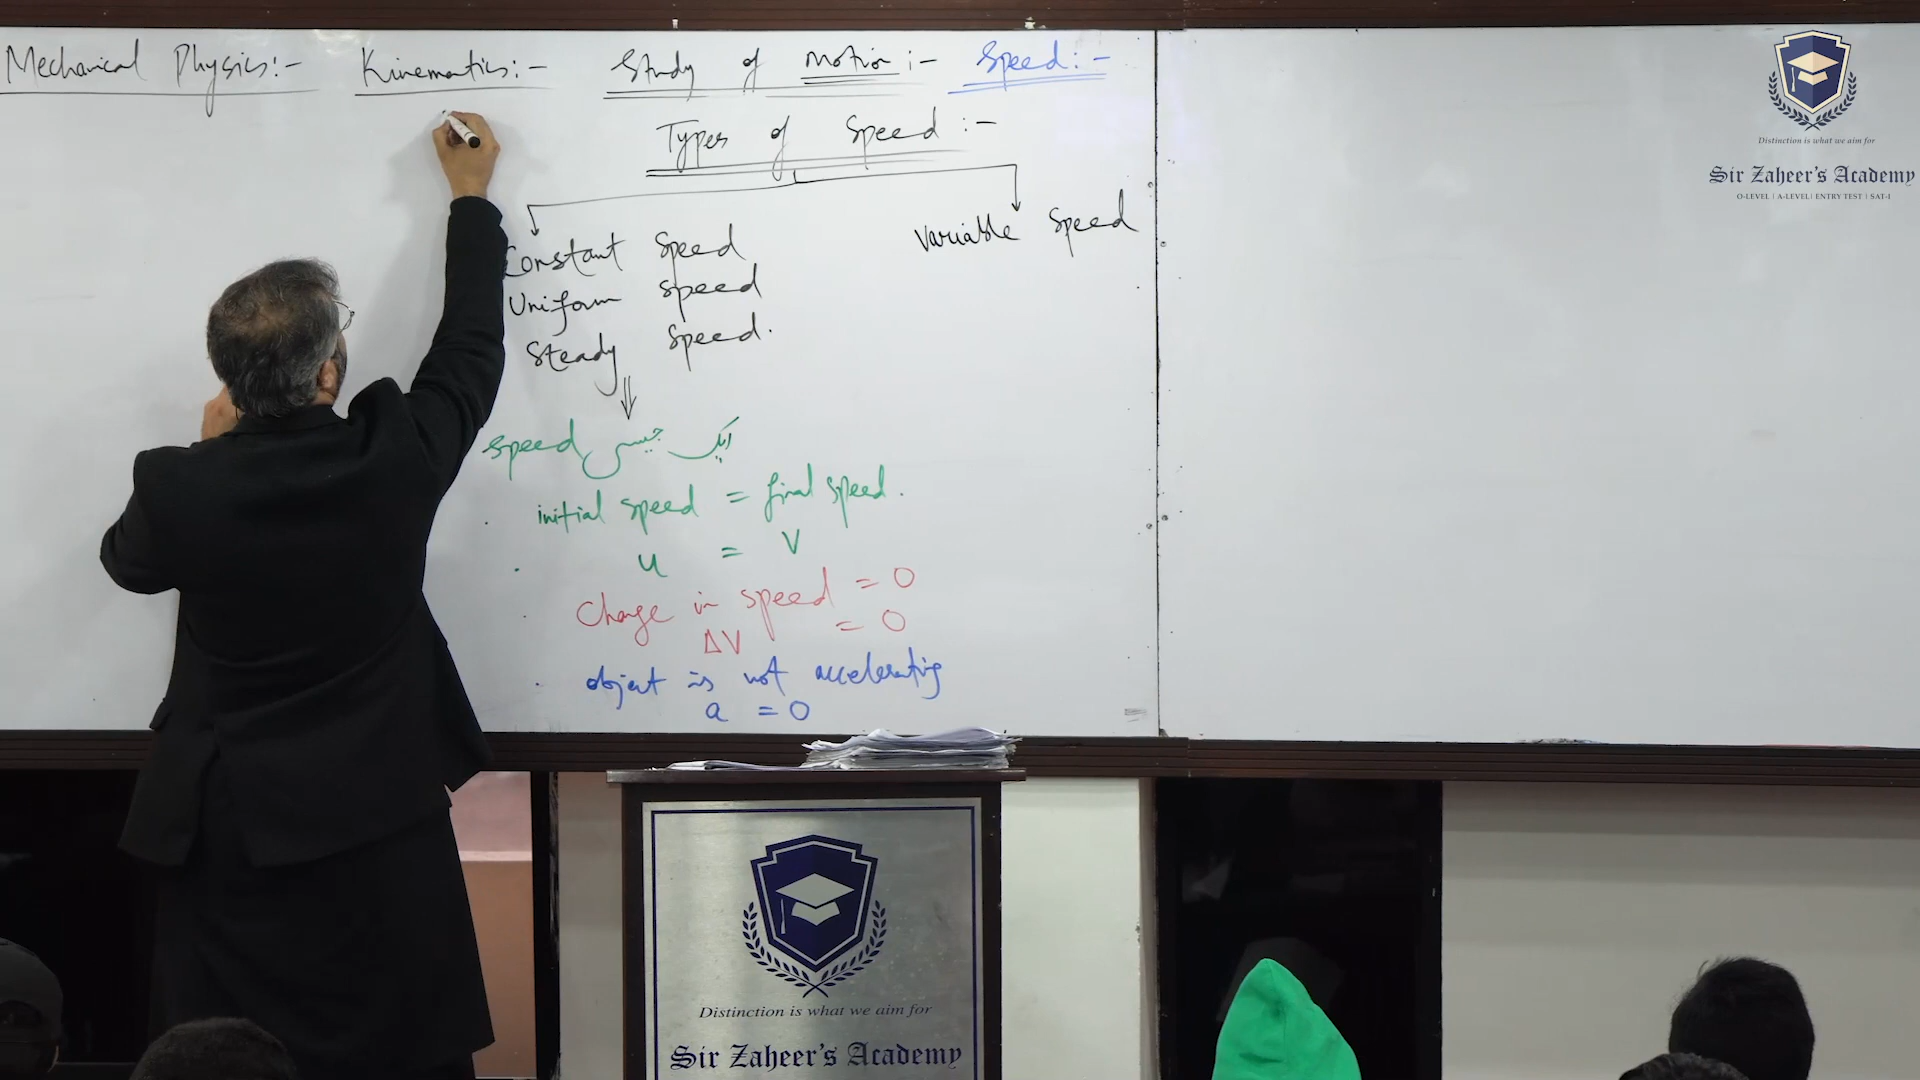 Mechanical Physics:- Kinematics:- Study of Motion:- Speed:-
Types of Speed:-
Constant Speed
Uniform Speed
Steady Speed.
Variable Speed
ایک جیسی speed
initial speed = final speed.
u = v
Change in speed = 0
ΔV = 0
object is not accelerating
a = 0
Distinction is what we aim for
Sir Zaheer's Academy
O-LEVEL | A-LEVEL | ENTRY TEST | SAT-I
Distinction is what we aim for
Sir Zaheer's Academy